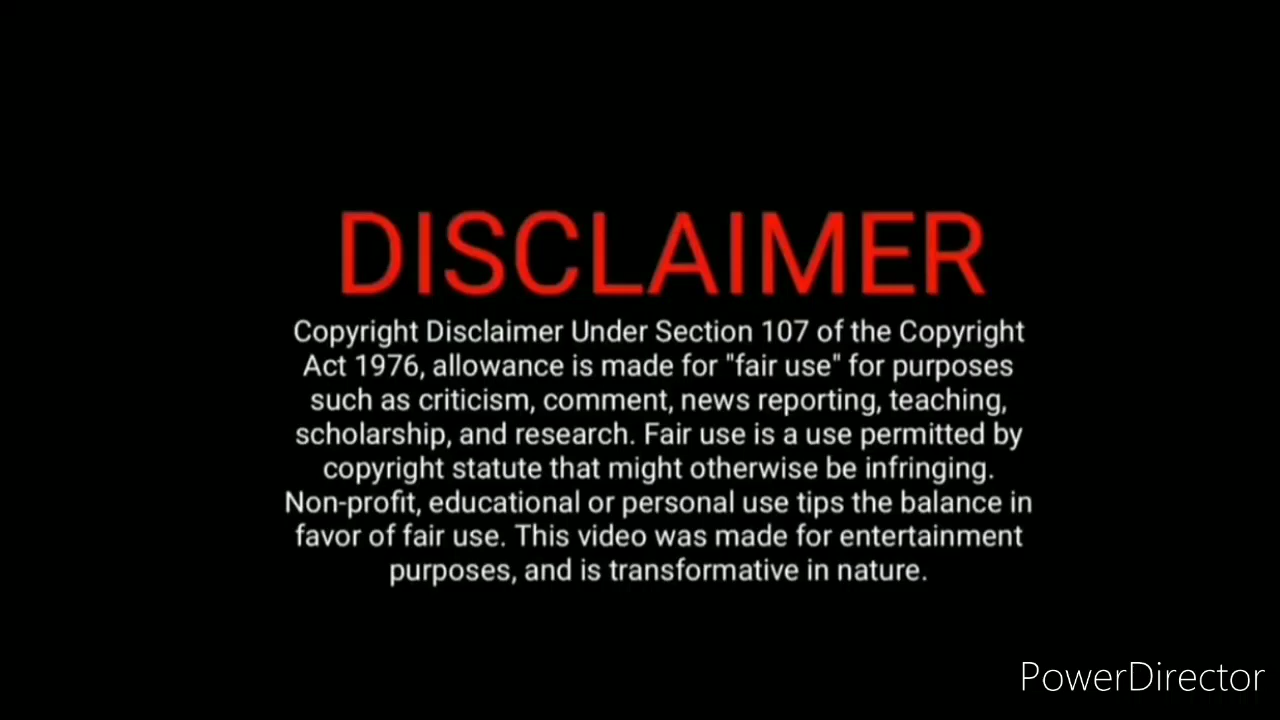 DISCLAIMER
Copyright Disclaimer Under Section 107 of the Copyright
Act 1976, allowance is made for "fair use" for purposes
such as criticism, comment, news reporting, teaching,
scholarship, and research. Fair use is a use permitted by
copyright statute that might otherwise be infringing.
Non-profit, educational or personal use tips the balance in
favor of fair use. This video was made for entertainment
purposes, and is transformative in nature.
PowerDirector